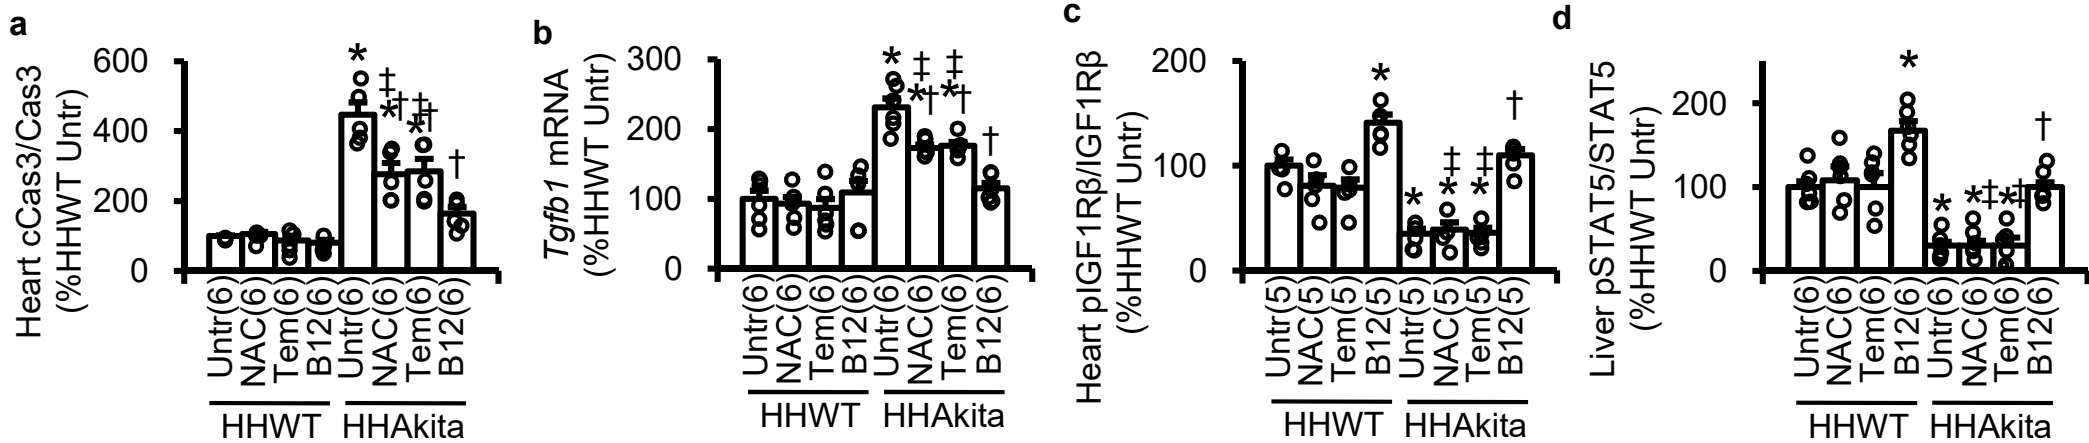 a
Heart cCas3/Cas3
(%HHWT Untr)
600
400
200
0
*
‡
*†
‡
*†
†
Untr(6)
NAC(6)
Tem(6)
B12(6)
Untr(6)
NAC(6)
Tem(6)
B12(6)
HHWT
HHAkita
b
Tgfb1 mRNA
(%HHWT Untr)
300
200
100
0
*
‡
*†
‡
*†
†
Untr(6)
NAC(6)
Tem(6)
B12(6)
Untr(6)
NAC(6)
Tem(6)
B12(6)
HHWT
HHAkita
c
Heart pIGF1Rβ/IGF1Rβ
(%HHWT Untr)
200
100
0
*
*
‡
*
‡
*
†
Untr(5)
NAC(5)
Tem(5)
B12(5)
Untr(5)
NAC(5)
Tem(5)
B12(5)
HHWT
HHAkita
d
Liver pSTAT5/STAT5
(%HHWT Untr)
200
100
0
*
*
*‡
*‡
†
Untr(6)
NAC(6)
Tem(6)
B12(6)
Untr(6)
NAC(6)
Tem(6)
B12(6)
HHWT
HHAkita